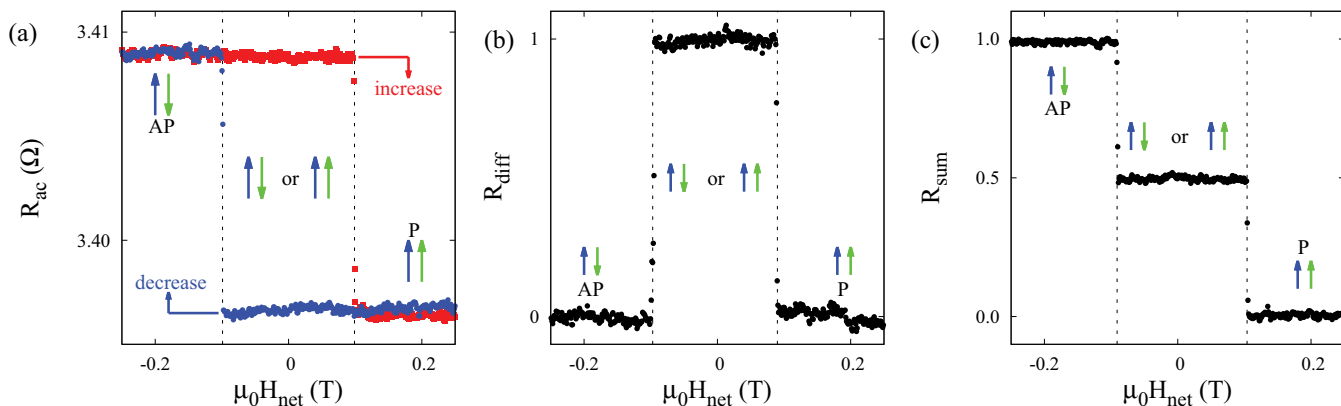 (a)
3.41
3.40
R_ac (Ω)
increase
AP
or
P
decrease
-0.2
0
0.2
μ₀H_net (T)
(b)
1
0
R_diff
or
AP
P
-0.2
0
0.2
μ₀H_net (T)
(c)
1.0
0.5
0.0
R_sum
AP
or
P
-0.2
0
0.2
μ₀H_net (T)